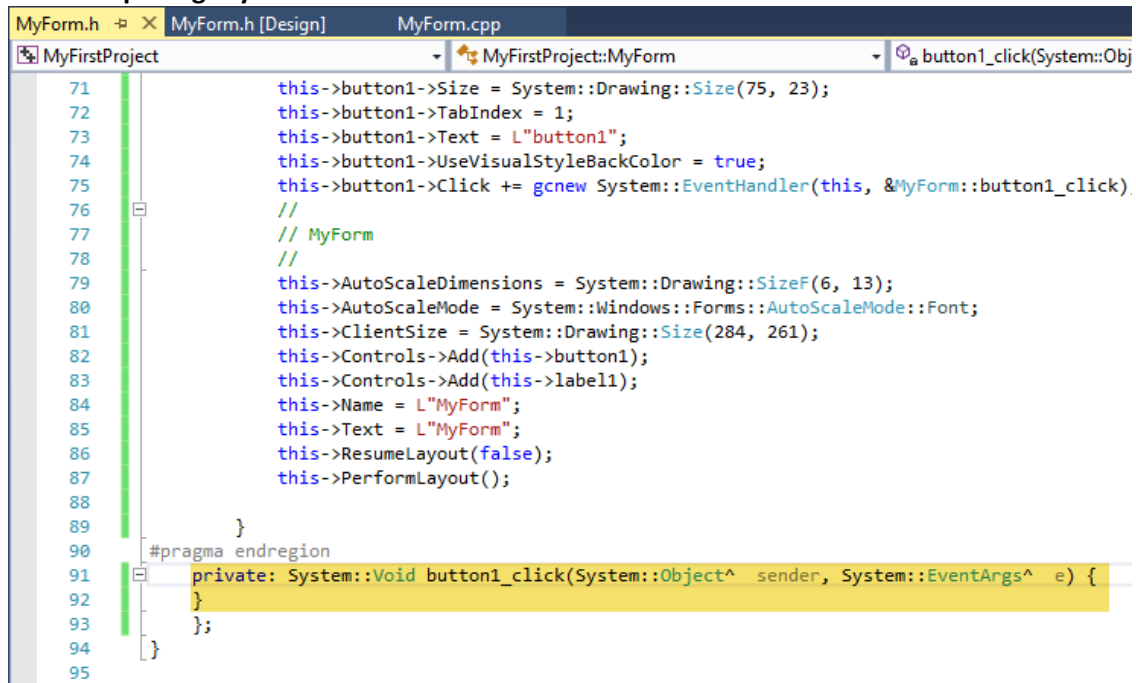 MyForm.h MyForm.h [Design] MyForm.cpp
MyFirstProject MyFirstProject::MyForm button1_click(System::Obj
71 this->button1->Size = System::Drawing::Size(75, 23);
72 this->button1->TabIndex = 1;
73 this->button1->Text = L"button1";
74 this->button1->UseVisualStyleBackColor = true;
75 this->button1->Click += gcnew System::EventHandler(this, &MyForm::button1_click)
76 //
77 // MyForm
78 //
79 this->AutoScaleDimensions = System::Drawing::SizeF(6, 13);
80 this->AutoScaleMode = System::Windows::Forms::AutoScaleMode::Font;
81 this->ClientSize = System::Drawing::Size(284, 261);
82 this->Controls->Add(this->button1);
83 this->Controls->Add(this->label1);
84 this->Name = L"MyForm";
85 this->Text = L"MyForm";
86 this->ResumeLayout(false);
87 this->PerformLayout();
88
89 }
90 #pragma endregion
91 private: System::Void button1_click(System::Object^ sender, System::EventArgs^ e) {
92 }
93 };
94 }
95